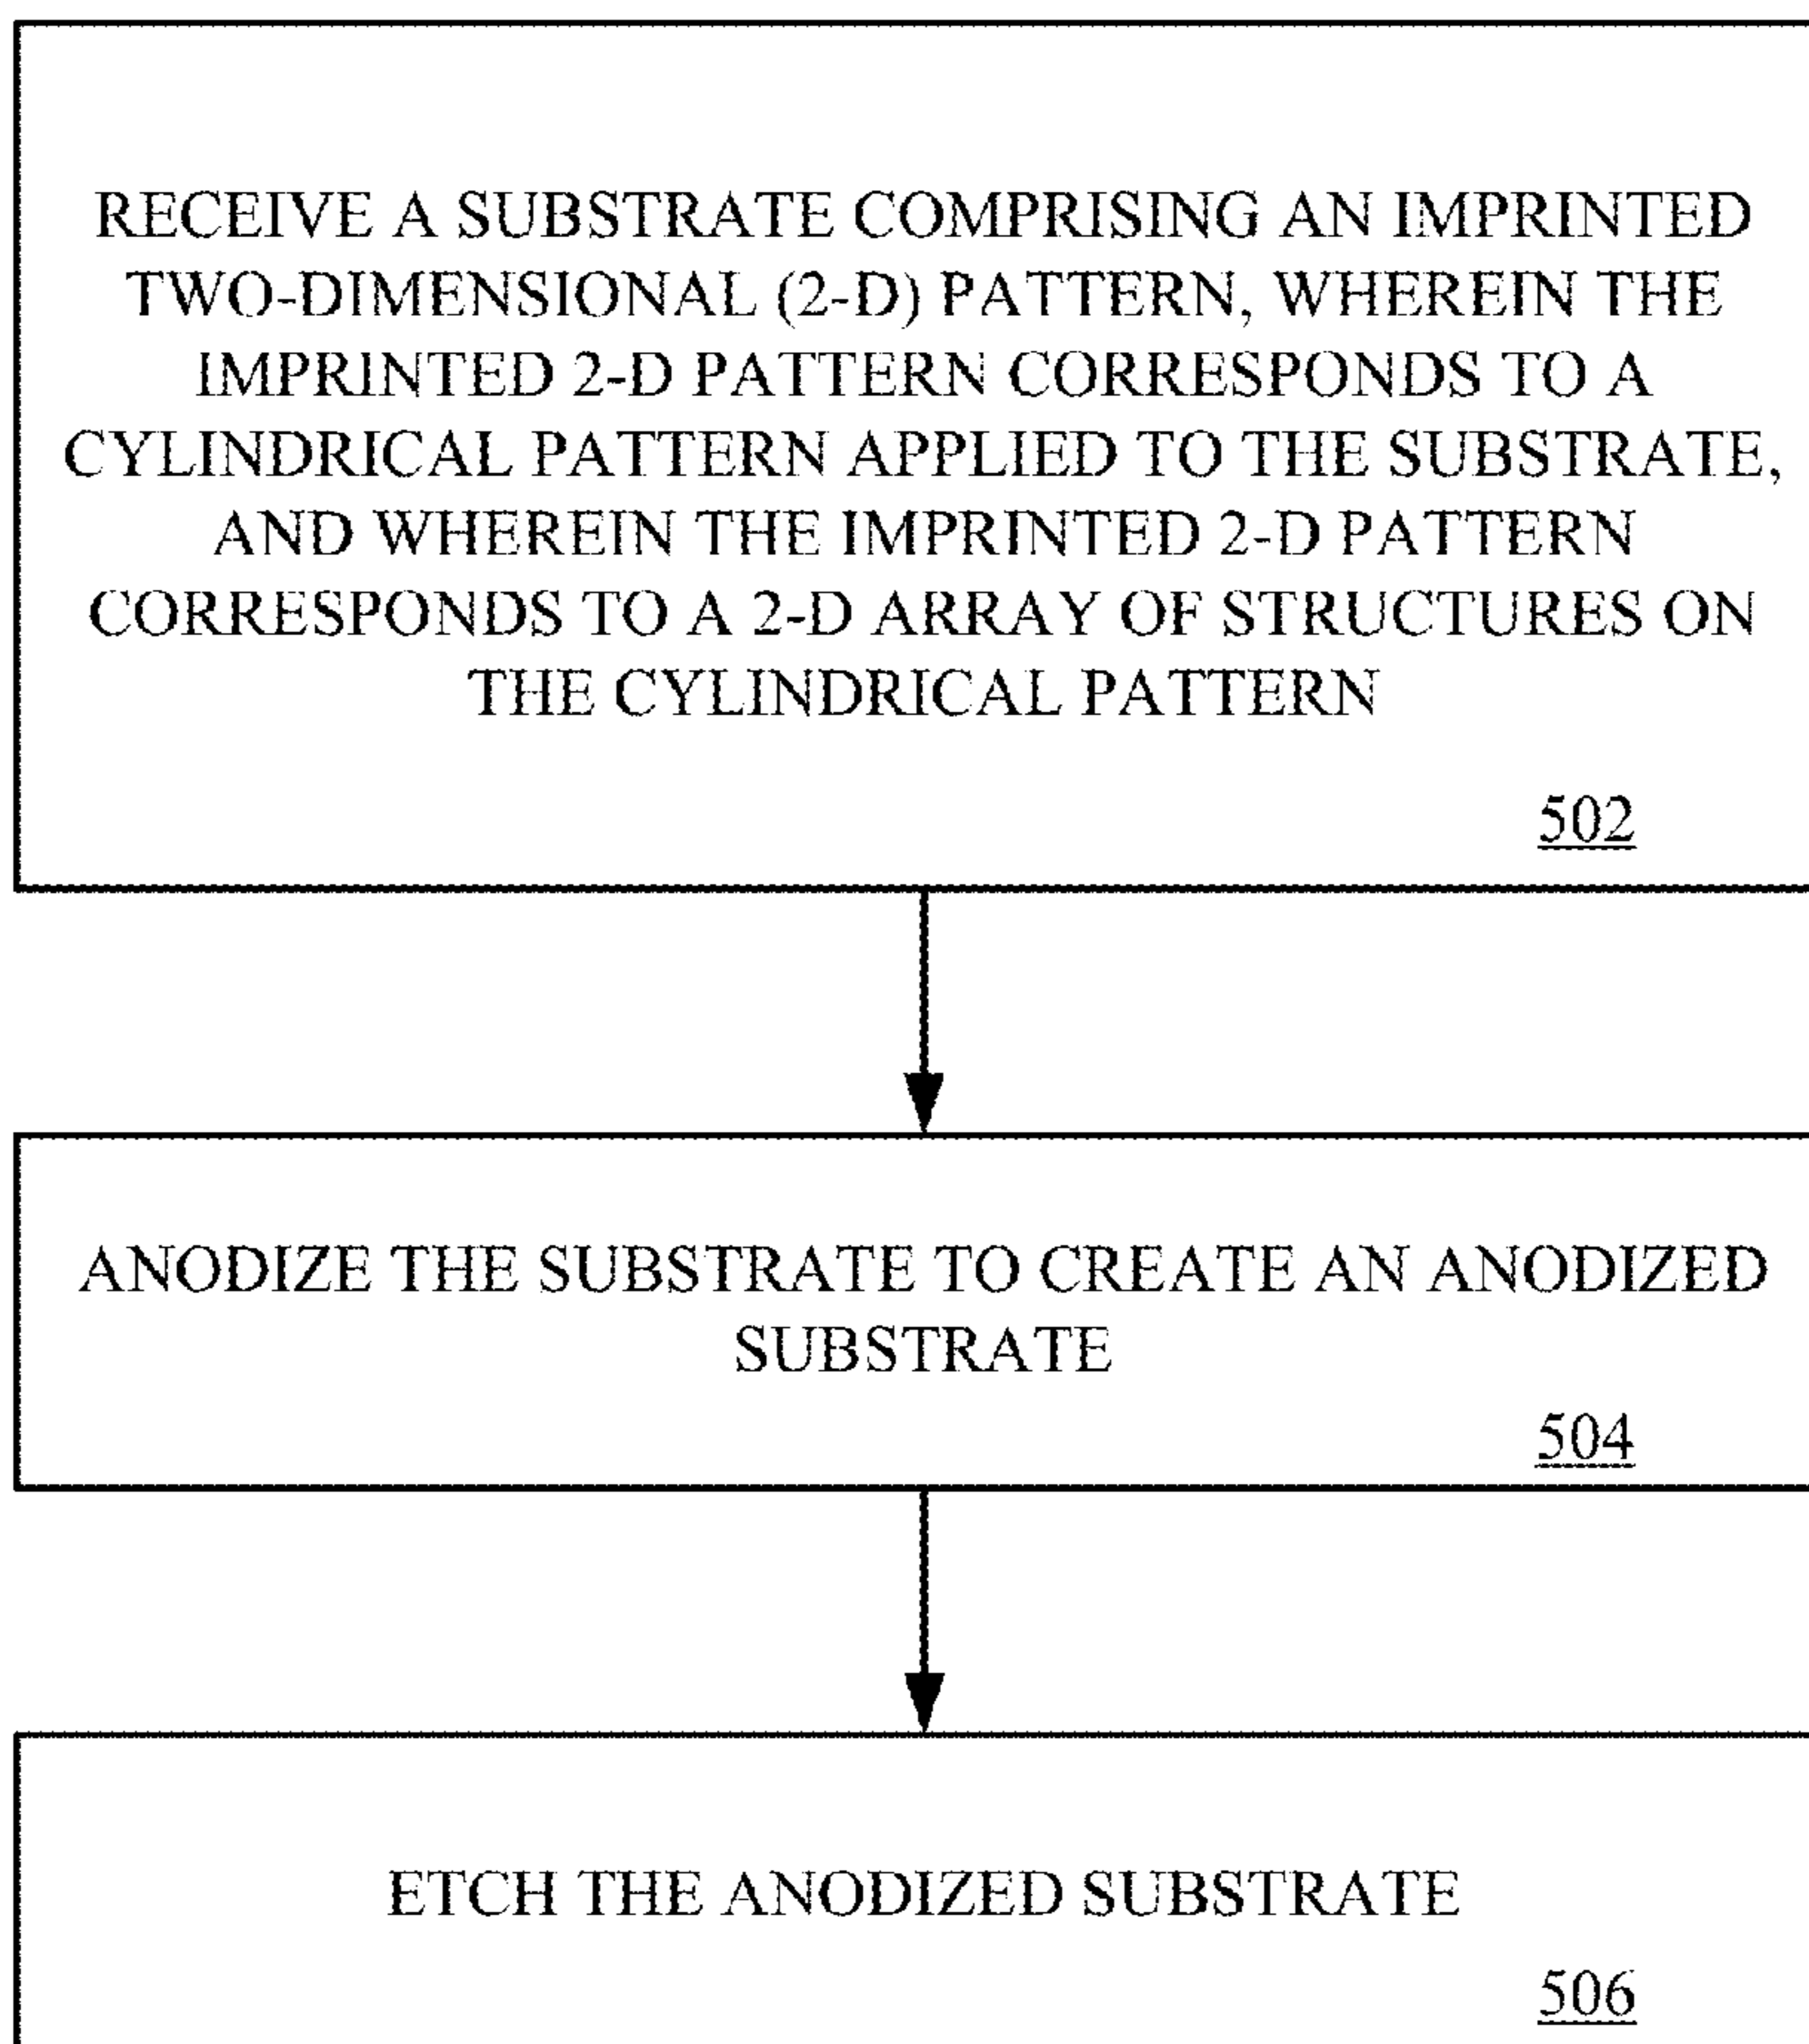 RECEIVE A SUBSTRATE COMPRISING AN IMPRINTED
TWO-DIMENSIONAL (2-D) PATTERN, WHEREIN THE
IMPRINTED 2-D PATTERN CORRESPONDS TO A
CYLINDRICAL PATTERN APPLIED TO THE SUBSTRATE,
AND WHEREIN THE IMPRINTED 2-D PATTERN
CORRESPONDS TO A 2-D ARRAY OF STRUCTURES ON
THE CYLINDRICAL PATTERN
502
ANODIZE THE SUBSTRATE TO CREATE AN ANODIZED
SUBSTRATE
504
ETCH THE ANODIZED SUBSTRATE
506